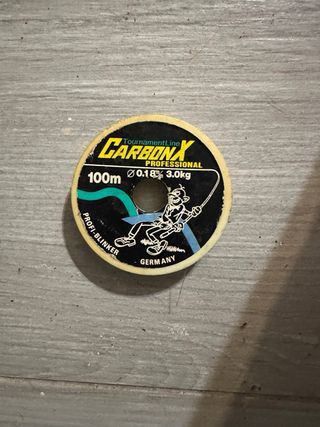 TournamentLine
CARBONX
PROFESSIONAL
100m Ø 0.18% 3.0kg
PROFI-BLINKER
GERMANY